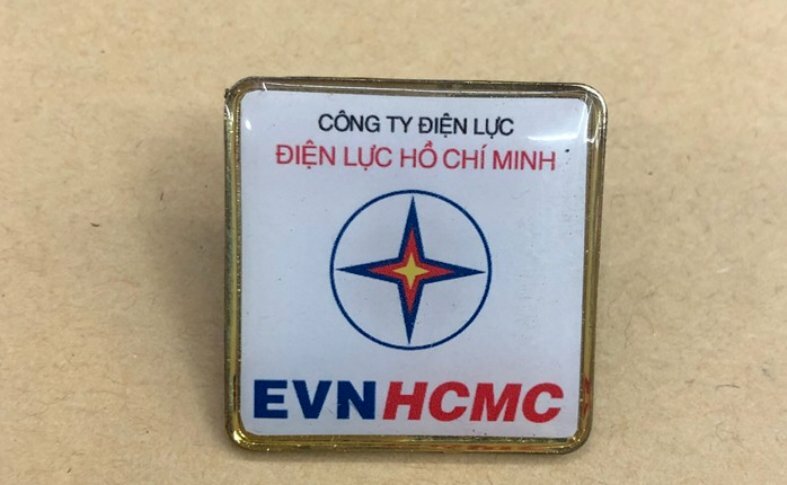 CÔNG TY ĐIỆN LỰC
ĐIỆN LỰC HỒ CHÍ MINH
EVNHCMC